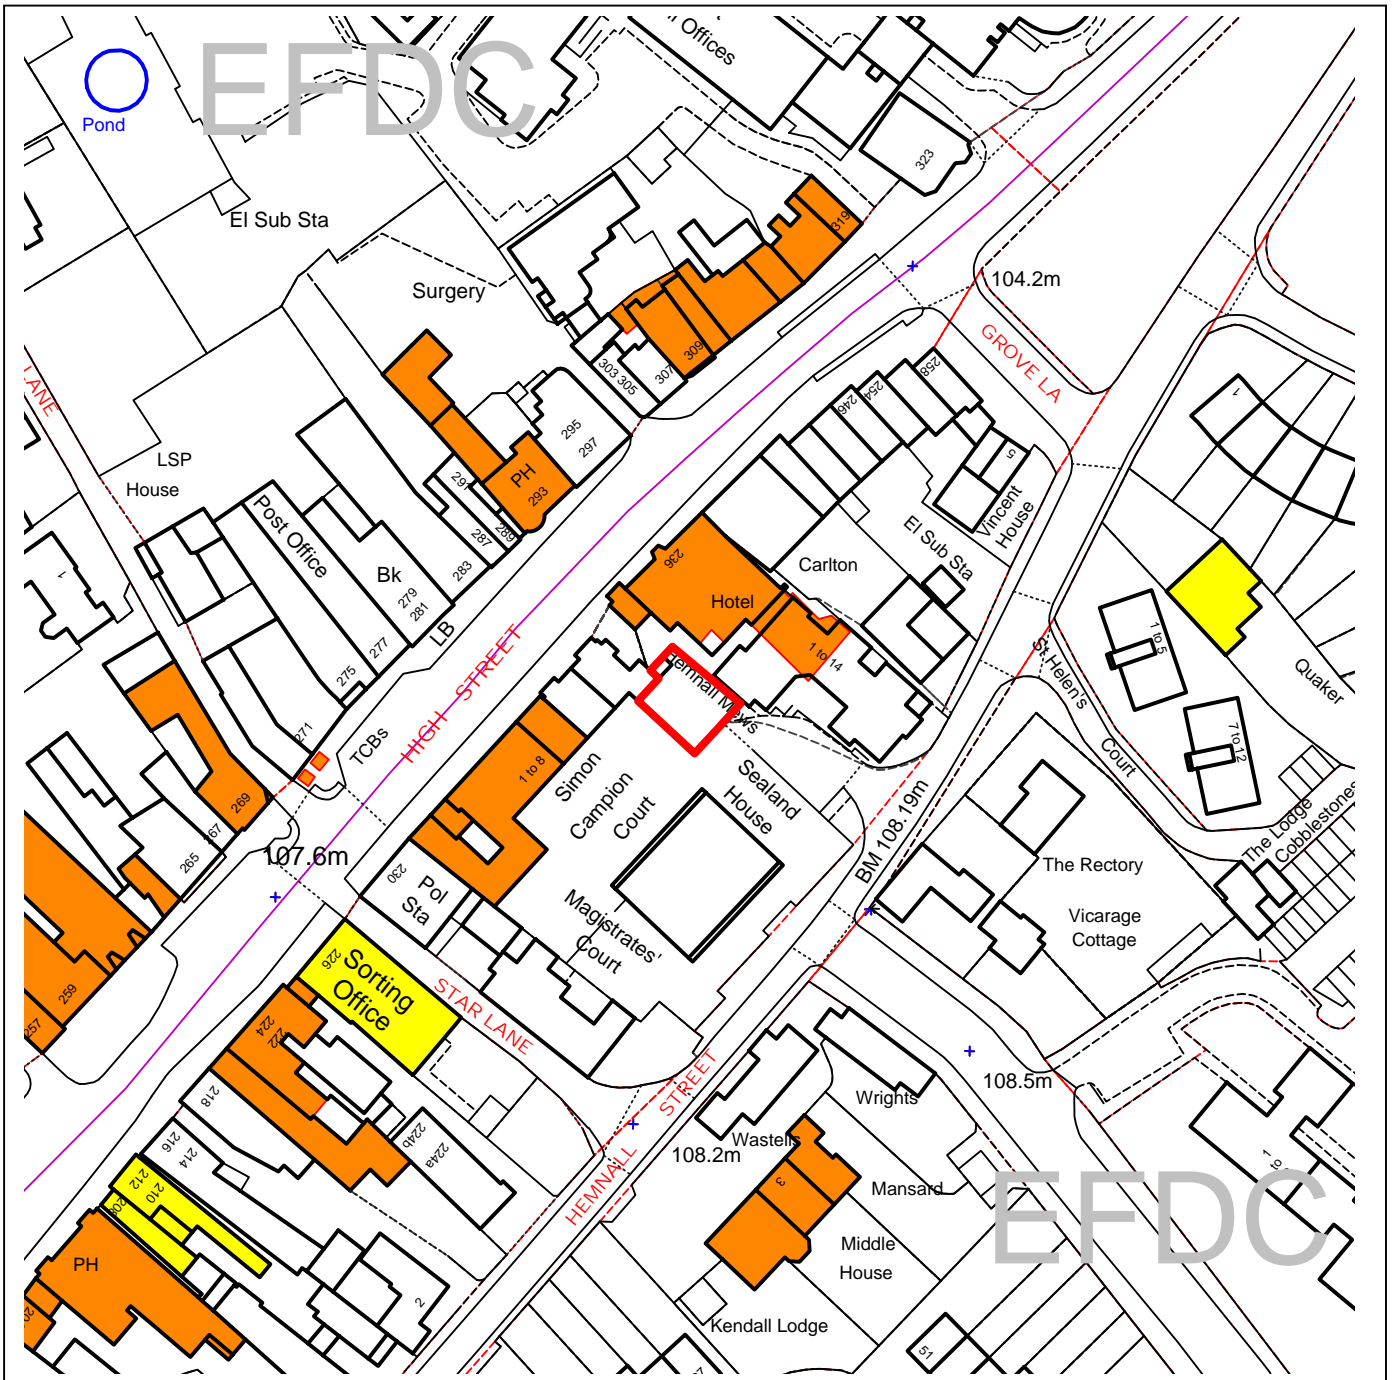 EFDC
Offices
Pond
El Sub Sta
323
319
Surgery
104.2m
GROVE LA
LANE
303
305
307
309
258
254
246
1
295
297
5
LSP
House
291
PH
293
Vincent
House
Post Office
289
287
El Sub Sta
236
Carlton
Bk
283
279
281
Hotel
1
LB
277
275
1 to 14
1 to 5
HIGH STREET
St Helen's
Court
Quaker
Hemnall Mews
7 to 12
271
TCBs
1 to 8
Simon
Campion
Court
Sealand
House
269
267
265
BM 108.19m
The Lodge
Cobblestones
107.6m
The Rectory
230
Pol
Sta
Magistrates'
Court
Vicarage
Cottage
226
Sorting
Office
259
257
STAR LANE
224
222
218
108.5m
HEMNALL STREET
Wrights
224b
224a
216
214
Wastells
108.2m
212
210
208
3
Mansard
EFDC
PH
Middle
House
2
Kendall Lodge
51